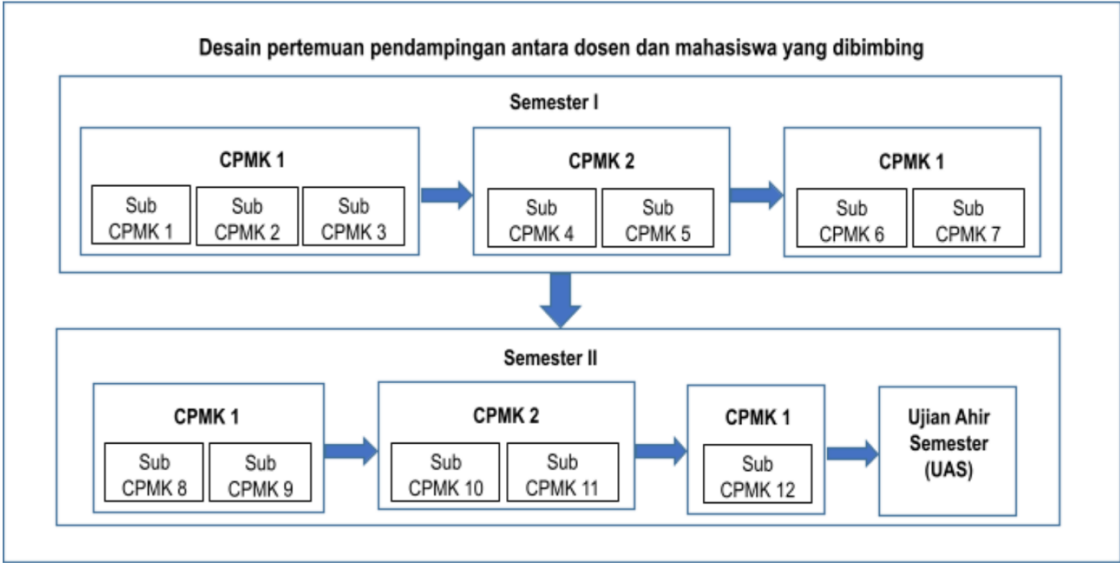 Desain pertemuan pendampingan antara dosen dan mahasiswa yang dibimbing
Semester I
CPMK 1
Sub
CPMK 1
Sub
CPMK 2
Sub
CPMK 3
CPMK 2
Sub
CPMK 4
Sub
CPMK 5
CPMK 1
Sub
CPMK 6
Sub
CPMK 7
Semester II
CPMK 1
Sub
CPMK 8
Sub
CPMK 9
CPMK 2
Sub
CPMK 10
Sub
CPMK 11
CPMK 1
Sub
CPMK 12
Ujian Ahir
Semester
(UAS)